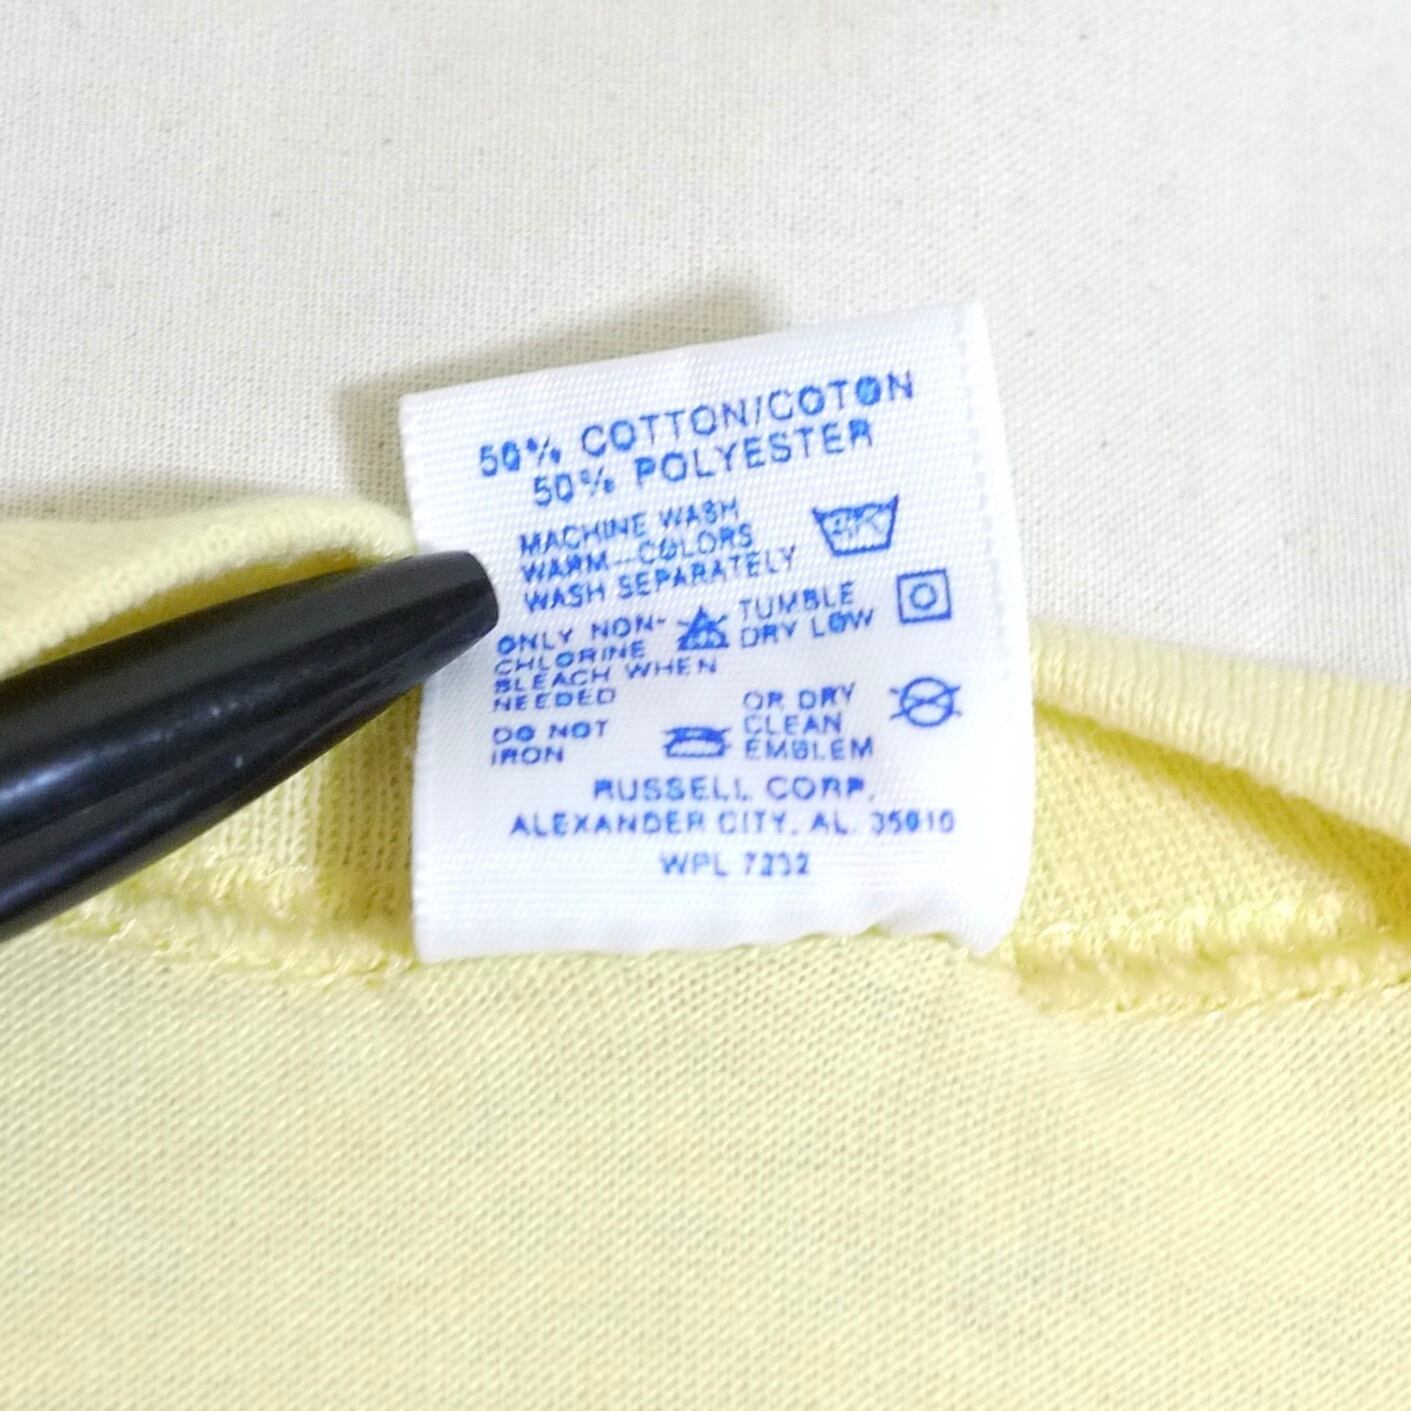 50% COTTON/COTON
50% POLYESTER
MACHINE WASH
WARM—COLORS
WASH SEPARATELY
ONLY NON-
CHLORINE
BLEACH WHEN
NEEDED
TUMBLE
DRY LOW
DO NOT
IRON
OR DRY
CLEAN
EMBLEM
RUSSELL CORP.
ALEXANDER CITY, AL. 35010
WPL 7232